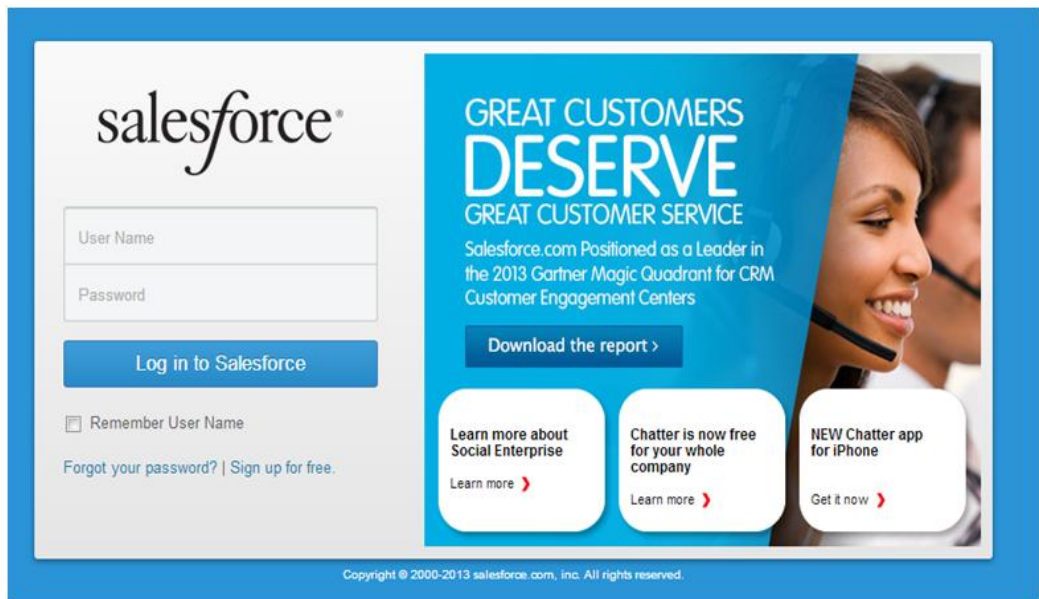 salesforce®
User Name
Password
Log in to Salesforce
Remember User Name
Forgot your password? | Sign up for free.
GREAT CUSTOMERS
DESERVE
GREAT CUSTOMER SERVICE
Salesforce.com Positioned as a Leader in
the 2013 Gartner Magic Quadrant for CRM
Customer Engagement Centers
Download the report ›
Learn more about
Social Enterprise
Learn more ❯
Chatter is now free
for your whole
company
Learn more ❯
NEW Chatter app
for iPhone
Get it now ❯
Copyright © 2000-2013 salesforce.com, inc. All rights reserved.